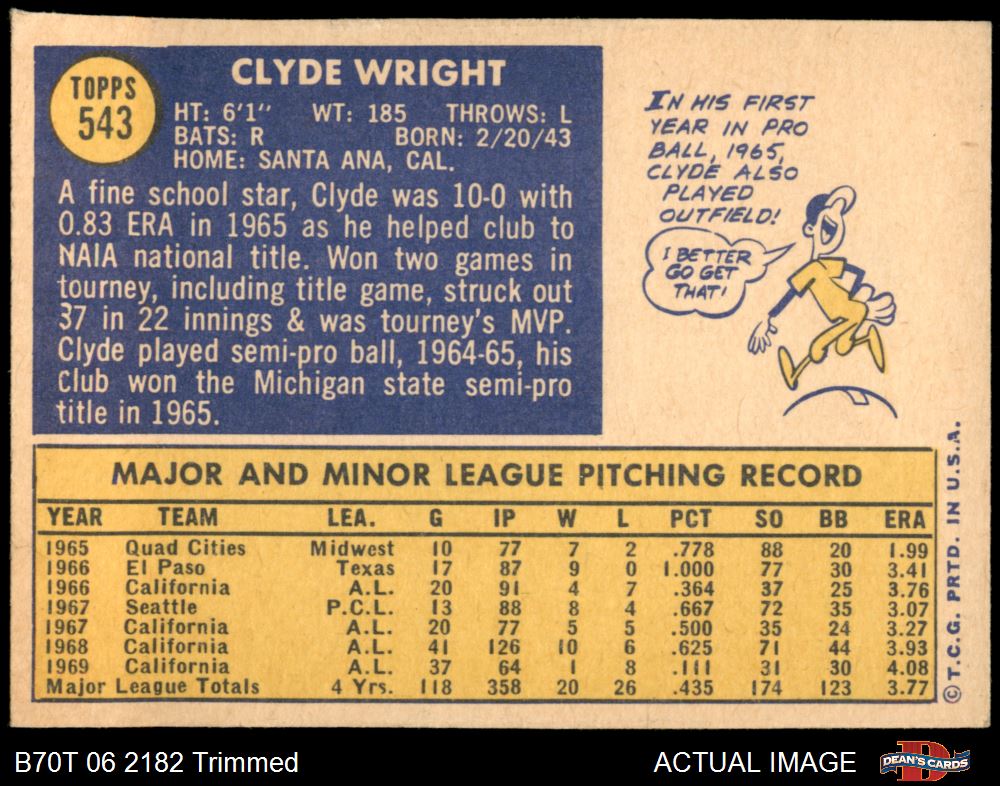 TOPPS
543
CLYDE WRIGHT
HT: 6'1" WT: 185 THROWS: L
BATS: R BORN: 2/20/43
HOME: SANTA ANA, CAL.
A fine school star, Clyde was 10-0 with
0.83 ERA in 1965 as he helped club to
NAIA national title. Won two games in
tourney, including title game, struck out
37 in 22 innings & was tourney's MVP.
Clyde played semi-pro ball, 1964-65, his
Club won the Michigan state semi-pro
title in 1965.
IN HIS FIRST
YEAR IN PRO
BALL, 1965,
CLYDE ALSO
PLAYED
OUTFIELD!
I BETTER
GO GET
THAT!
MAJOR AND MINOR LEAGUE PITCHING RECORD
YEAR TEAM LEA. G IP W L PCT SO BB ERA
1965 Quad Cities Midwest 10 77 7 2 .778 88 20 1.99
1966 El Paso Texas 17 87 9 0 1.000 77 30 3.41
1966 California A.L. 20 91 4 7 .364 37 25 3.76
1967 Seattle P.C.L. 13 88 8 4 .667 72 35 3.07
1967 California A.L. 20 77 5 5 .500 35 24 3.27
1968 California A.L. 41 126 10 6 .625 71 44 3.93
1969 California A.L. 37 64 1 8 .111 31 30 4.08
Major League Totals 4 Yrs. 118 358 20 26 .435 174 123 3.77
© T.C.G. PRTD. IN U.S.A.
B70T 06 2182 Trimmed
ACTUAL IMAGE
DEAN'S CARDS